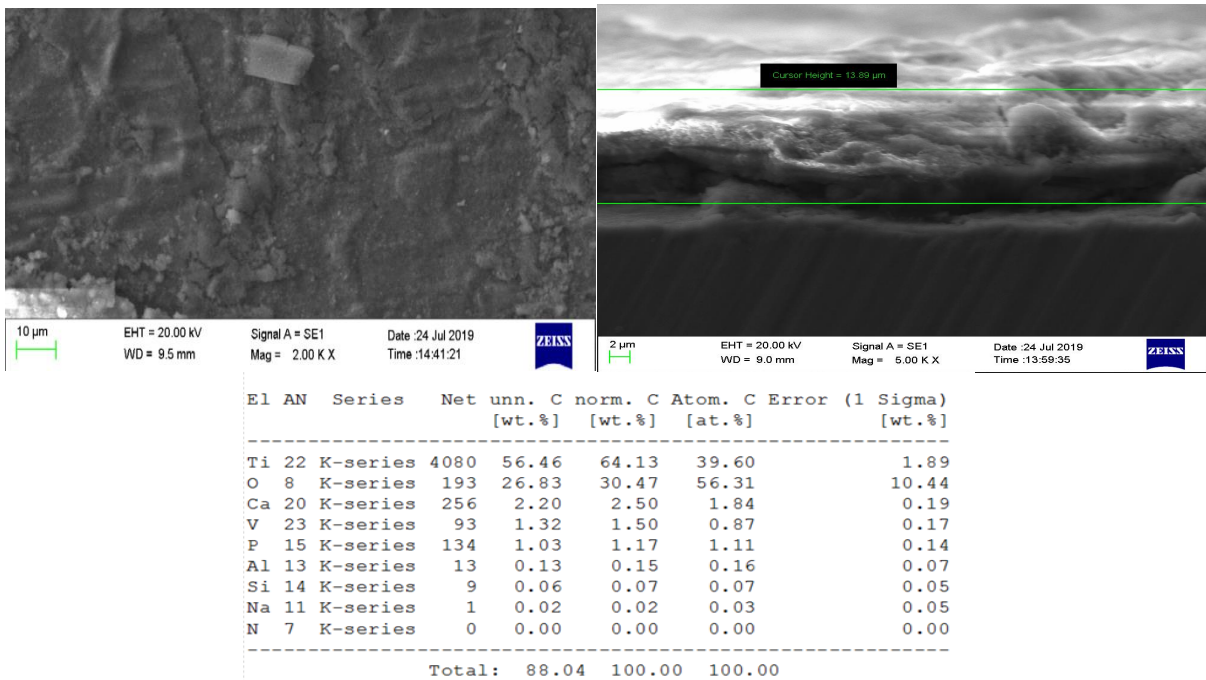 Cursor Height = 13.89 µm
10 µm
EHT = 20.00 kV
Signal A = SE1
Date :24 Jul 2019
WD = 9.5 mm
Mag = 2.00 K X
Time :14:41:21
ZEISS
2 µm
EHT = 20.00 kV
Signal A = SE1
Date :24 Jul 2019
WD = 9.0 mm
Mag = 5.00 K X
Time :13:59:35
ZEISS
El AN Series Net unn. C norm. C Atom. C Error (1 Sigma)
[wt.%] [wt.%] [at.%] [wt.%]
Ti 22 K-series 4080 56.46 64.13 39.60 1.89
O 8 K-series 193 26.83 30.47 56.31 10.44
Ca 20 K-series 256 2.20 2.50 1.84 0.19
V 23 K-series 93 1.32 1.50 0.87 0.17
P 15 K-series 134 1.03 1.17 1.11 0.14
Al 13 K-series 13 0.13 0.15 0.16 0.07
Si 14 K-series 9 0.06 0.07 0.07 0.05
Na 11 K-series 1 0.02 0.02 0.03 0.05
N 7 K-series 0 0.00 0.00 0.00 0.00
Total: 88.04 100.00 100.00